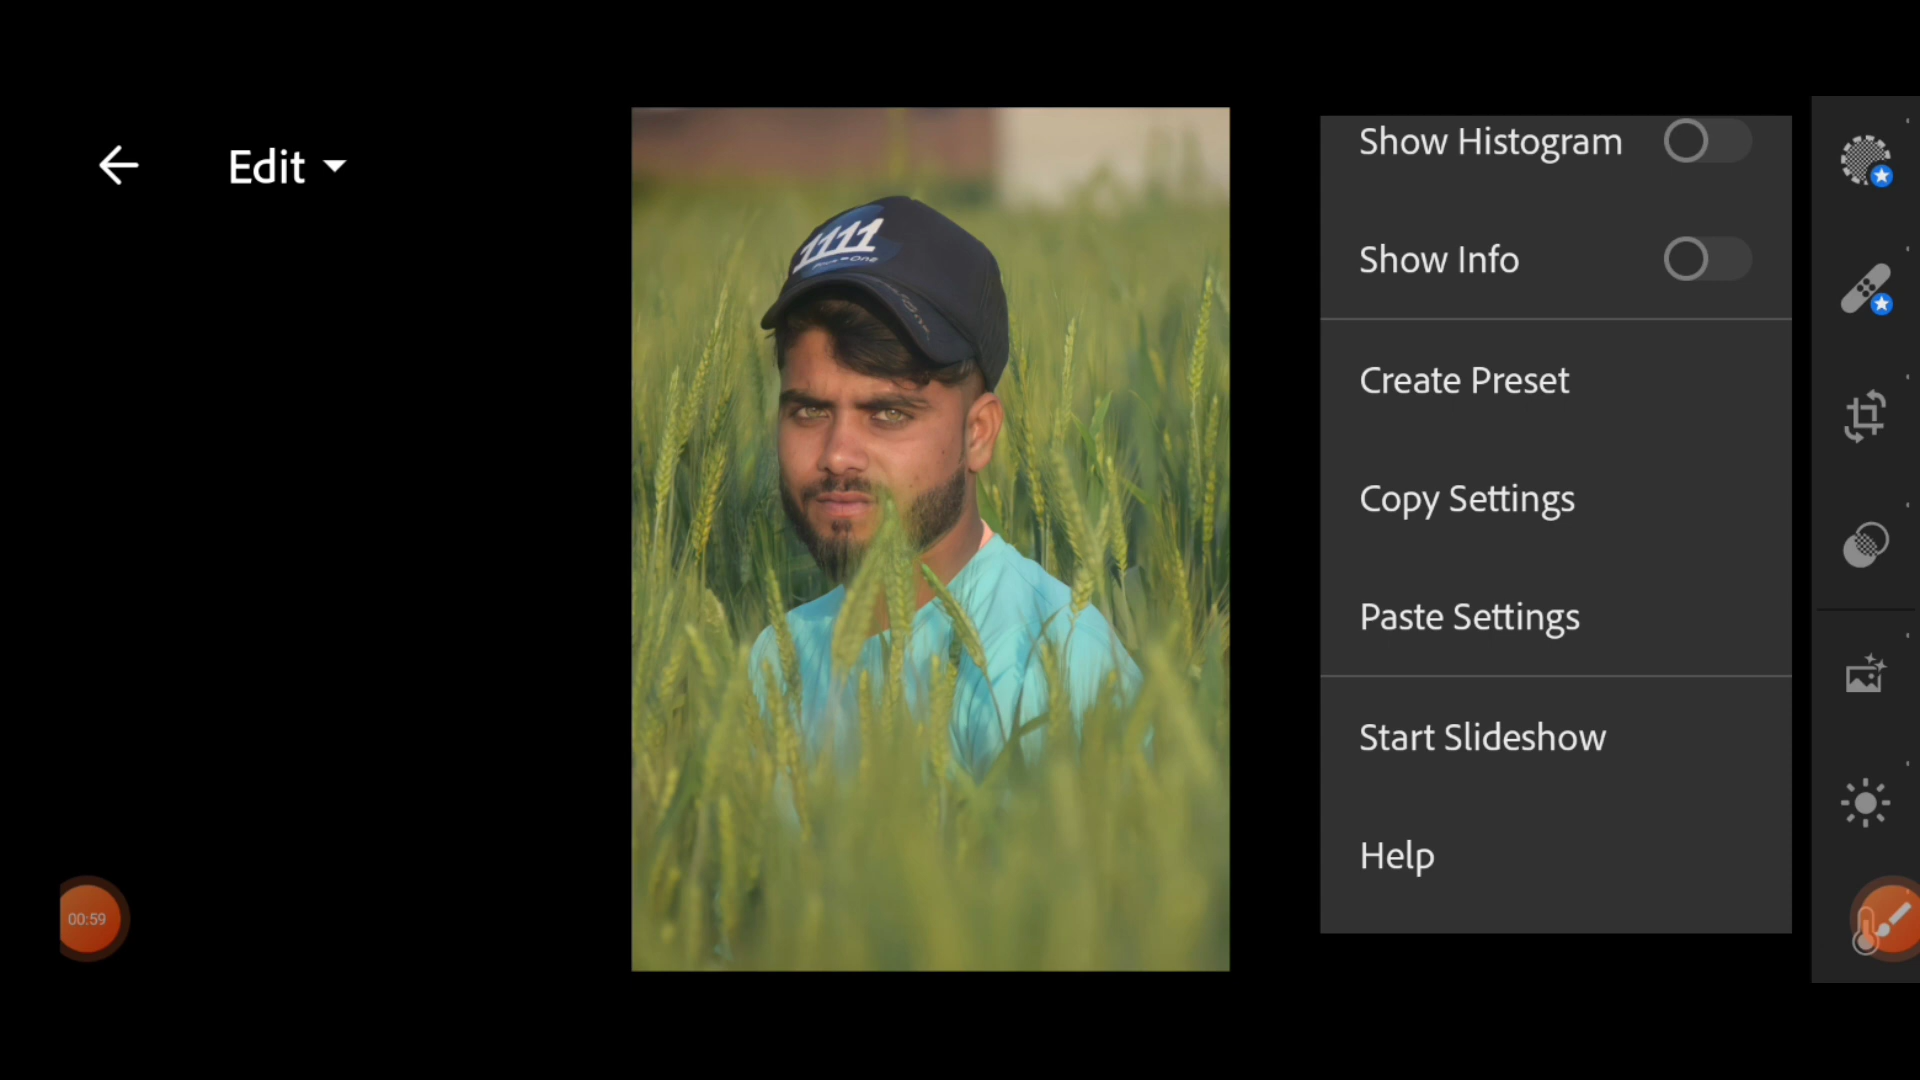 Edit
1111
Show Histogram
Show Info
Create Preset
Copy Settings
Paste Settings
Start Slideshow
Help
00:59